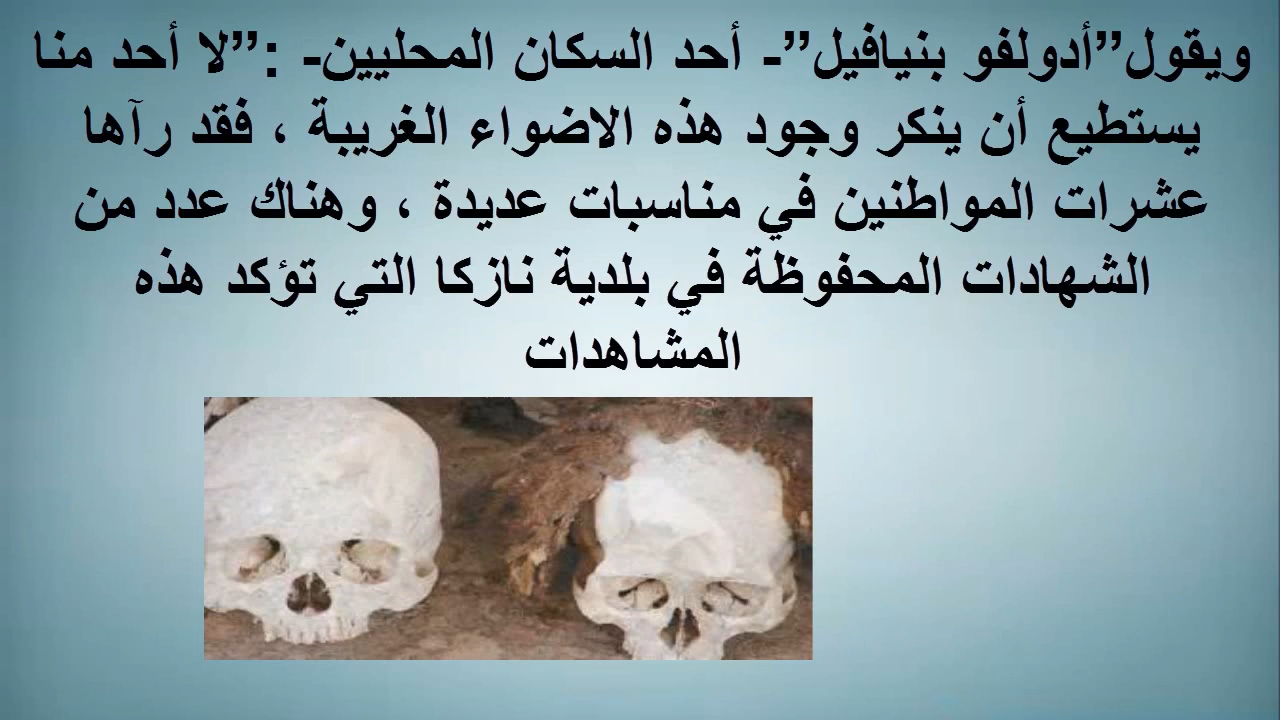 ويقول”أدولفو بنيافيل”- أحد السكان المحليين- :”لا أحد منا
يستطيع أن ينكر وجود هذه الاضواء الغريبة ، فقد رآها
عشرات المواطنين في مناسبات عديدة ، وهناك عدد من
الشهادات المحفوظة في بلدية نازكا التي تؤكد هذه
المشاهدات